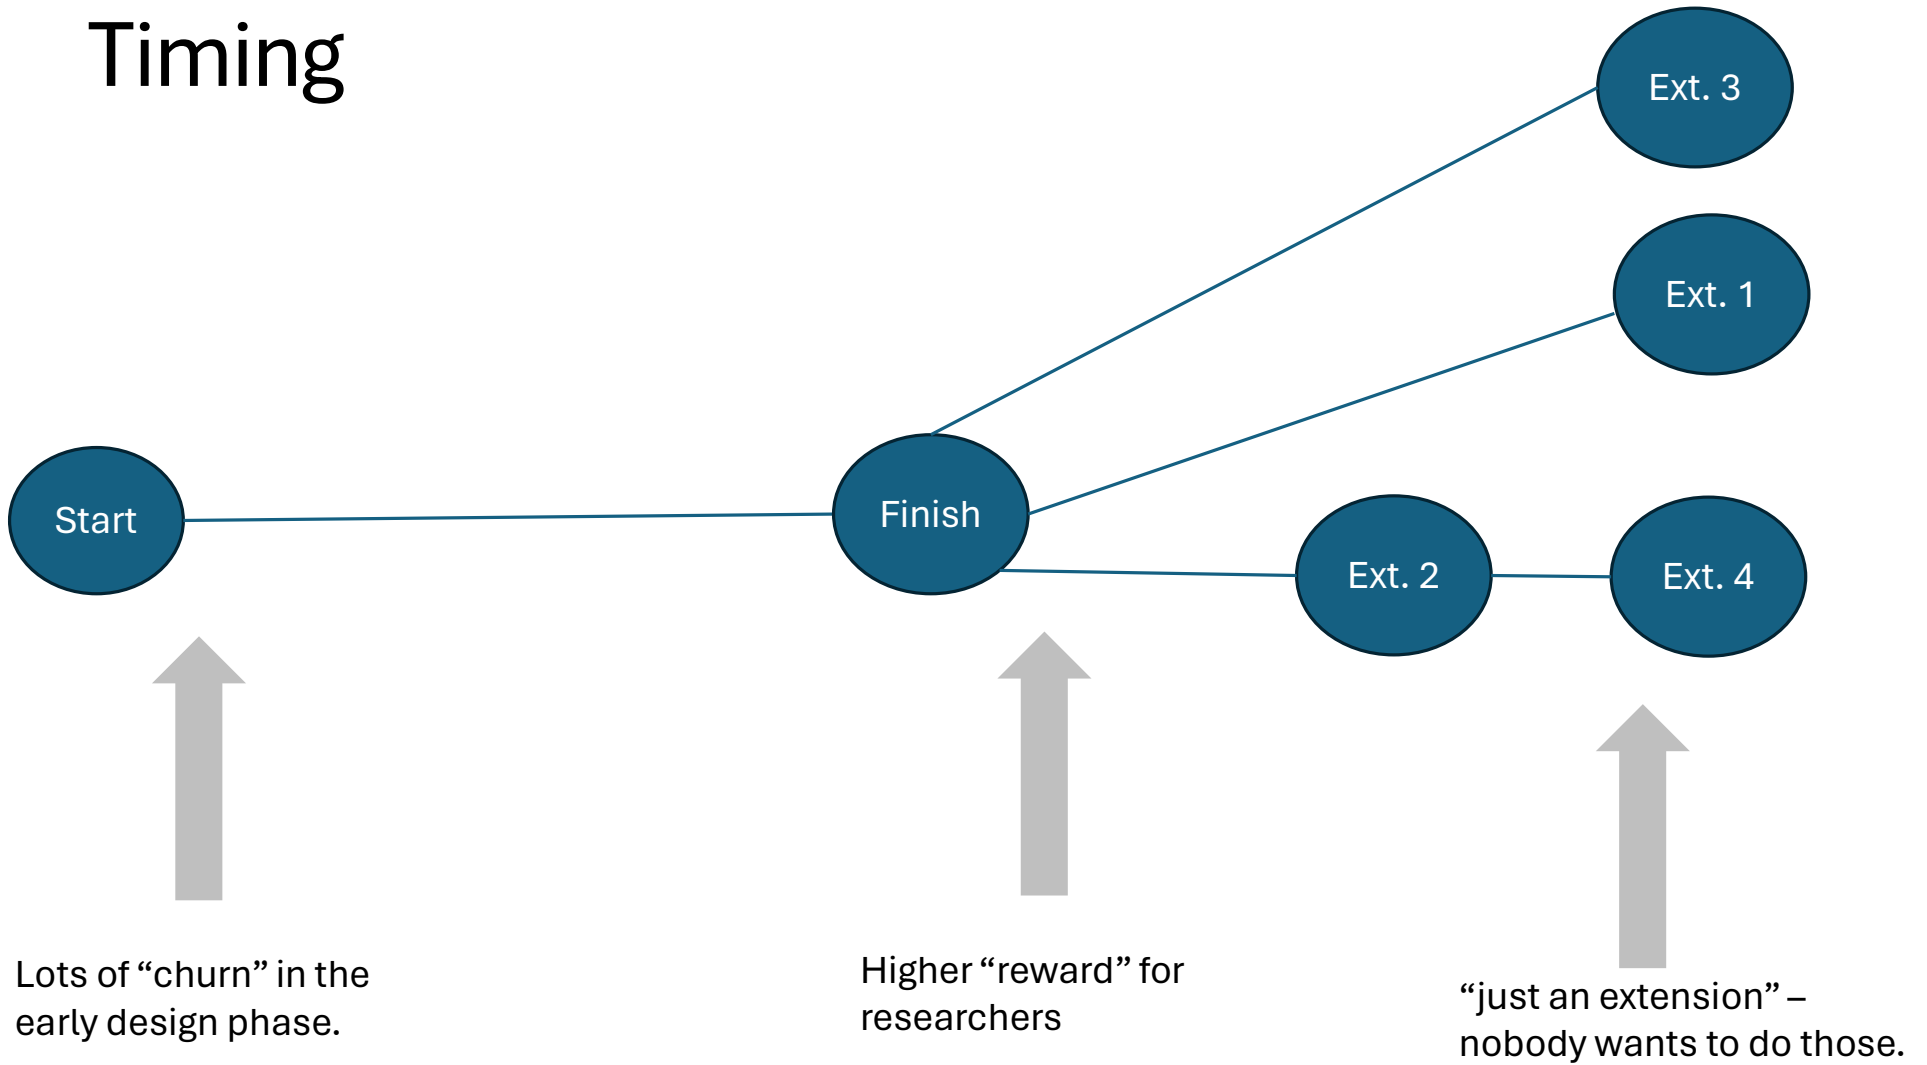 Timing
Ext. 3
Ext. 1
Start
Finish
Ext. 2
Ext. 4
Lots of “churn” in the
early design phase.
Higher “reward” for
researchers
“just an extension” –
nobody wants to do those.